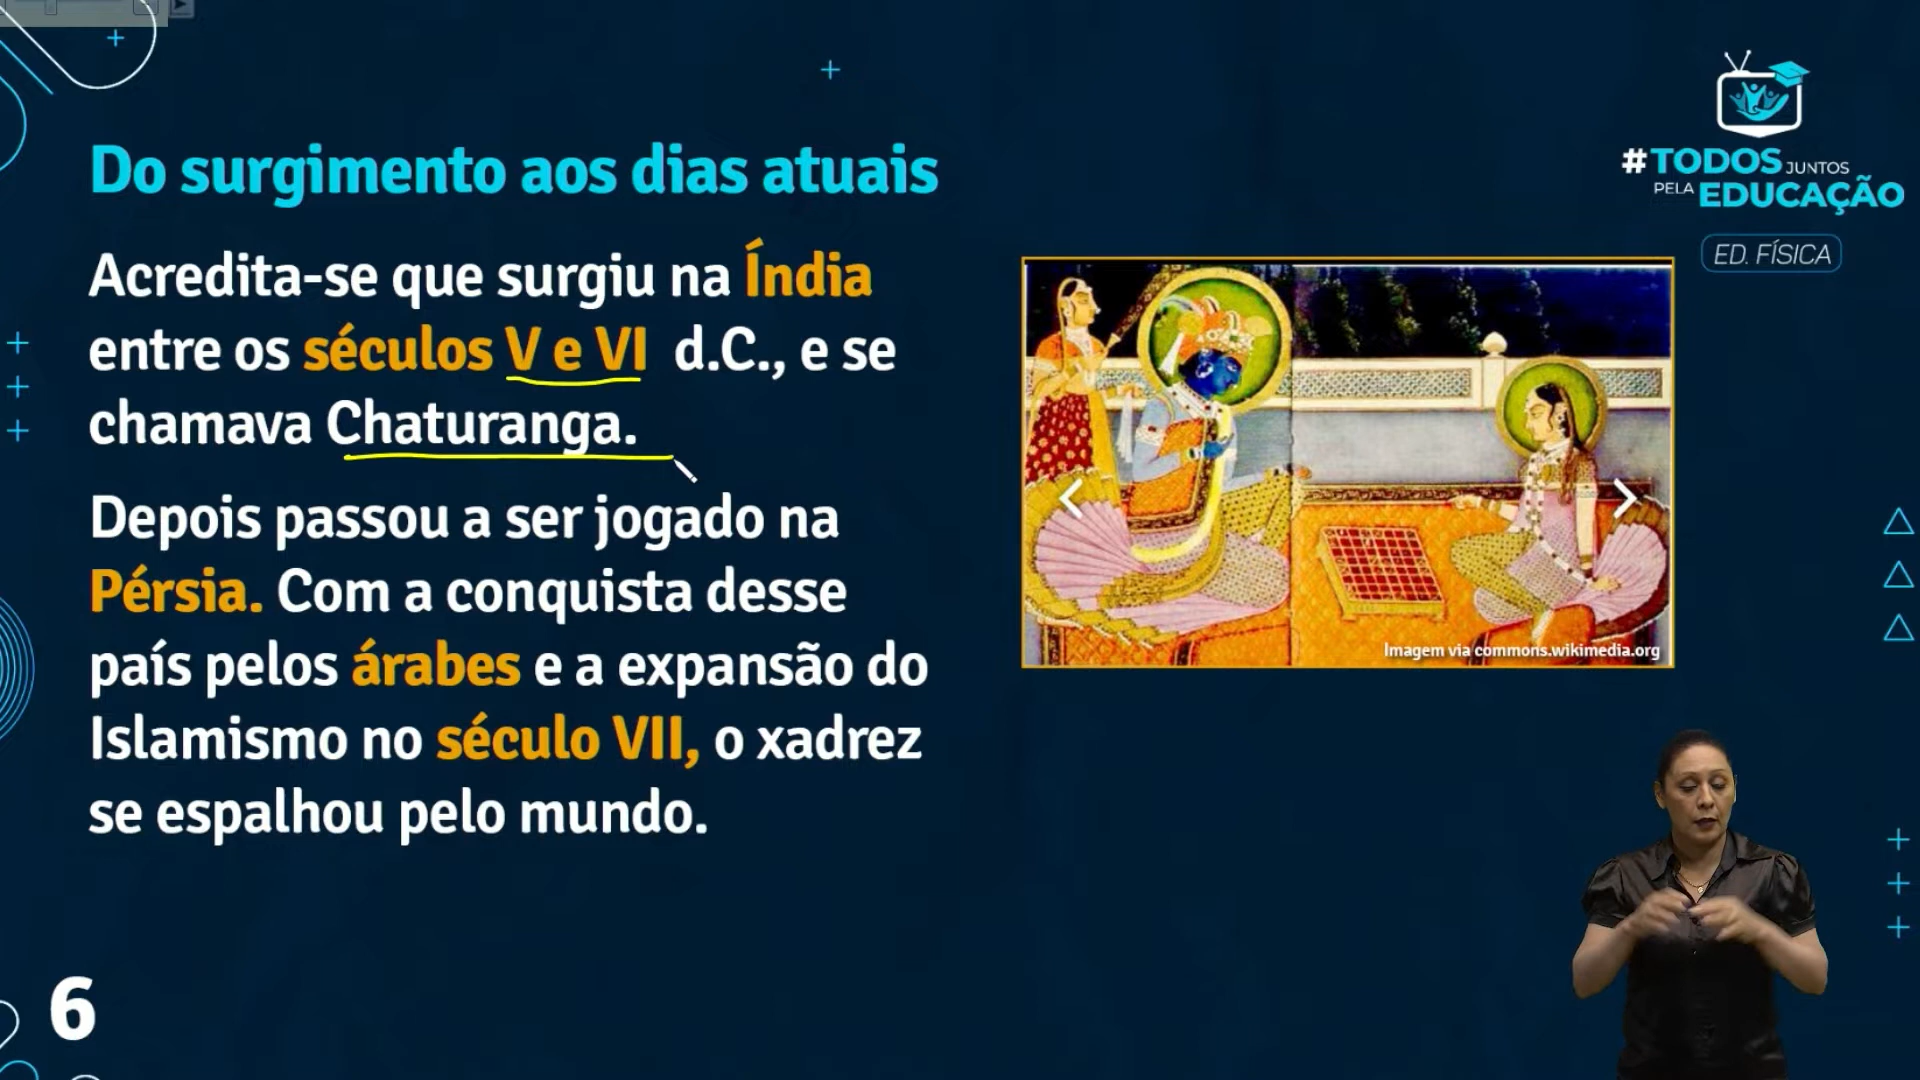 Do surgimento aos dias atuais
Acredita-se que surgiu na Índia
entre os séculos V e VI d.C., e se
chamava Chaturanga.
Depois passou a ser jogado na
Pérsia. Com a conquista desse
país pelos árabes e a expansão do
Islamismo no século VII, o xadrez
se espalhou pelo mundo.
#TODOS JUNTOS
PELA EDUCAÇÃO
ED. FÍSICA
Imagem via commons.wikimedia.org
6